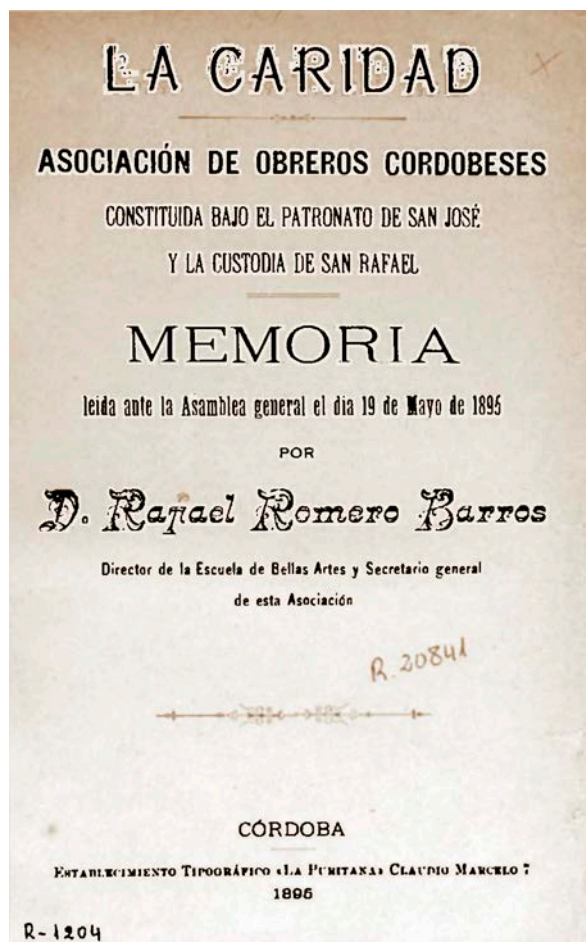 LA CARIDAD
ASOCIACIÓN DE OBREROS CORDOBESES
CONSTITUIDA BAJO EL PATRONATO DE SAN JOSÉ
Y LA CUSTODIA DE SAN RAFAEL
MEMORIA
leida ante la Asamblea general el dia 19 de Mayo de 1895
POR
D. Rafael Romero Barros
Director de la Escuela de Bellas Artes y Secretario general
de esta Asociación
R. 20841
CÓRDOBA
ESTABLECIMIENTO TIPOGRÁFICO «LA PURITANA» CLAUDIO MARCELO 7
1895
R-1204